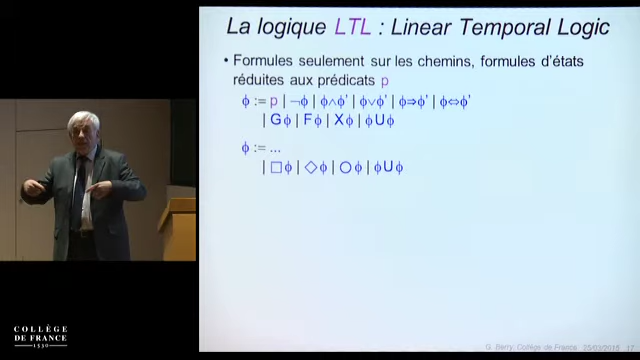 La logique LTL : Linear Temporal Logic
• Formules seulement sur les chemins, formules d'états
réduites aux prédicats p
ϕ := p | ¬ϕ | ϕ∧ϕ' | ϕ∨ϕ' | ϕ⇒ϕ' | ϕ⇔ϕ'
| Gϕ | Fϕ | Xϕ | ϕUϕ
ϕ := ...
| □ϕ | ◇ϕ | ○ϕ | ϕUϕ
COLLÈGE
DE FRANCE
1530
G. Berry, Collège de France, 25/03/2015 17